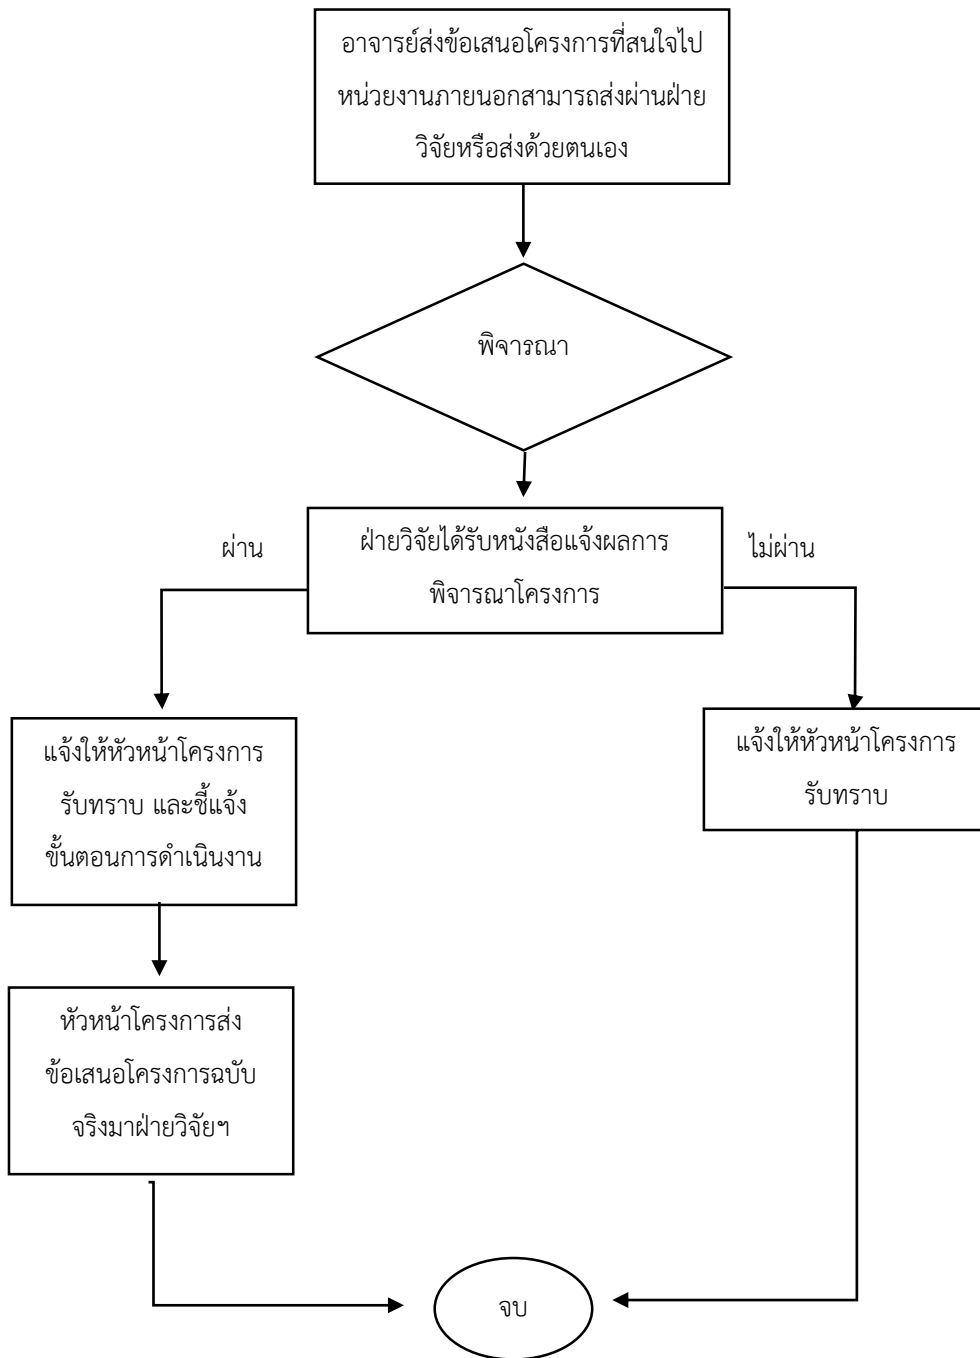 อาจารย์ส่งข้อเสนอโครงการที่สนใจไป
หน่วยงานภายนอกสามารถส่งผ่านฝ่าย
วิจัยหรือส่งด้วยตนเอง
พิจารณา
ผ่าน
ฝ่ายวิจัยได้รับหนังสือแจ้งผลการ
พิจารณาโครงการ
ไม่ผ่าน
แจ้งให้หัวหน้าโครงการ
รับทราบ และชี้แจ้ง
ขั้นตอนการดำเนินงาน
แจ้งให้หัวหน้าโครงการ
รับทราบ
หัวหน้าโครงการส่ง
ข้อเสนอโครงการฉบับ
จริงมาฝ่ายวิจัยฯ
จบ